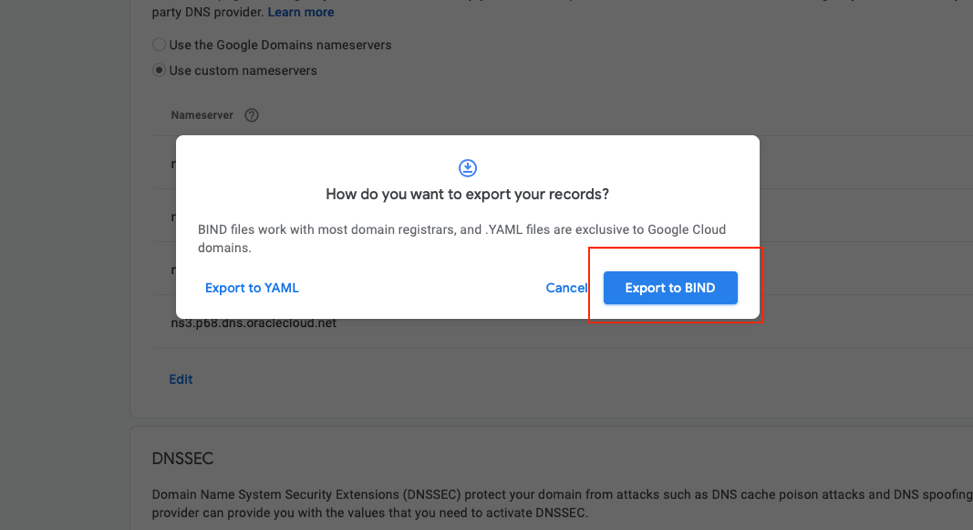 party DNS provider. Learn more
Use the Google Domains nameservers
Use custom nameservers
Nameserver
How do you want to export your records?
BIND files work with most domain registrars, and .YAML files are exclusive to Google Cloud
domains.
Export to YAML
Cancel
Export to BIND
ns3.p68.dns.oraclecloud.net
Edit
DNSSEC
Domain Name System Security Extensions (DNSSEC) protect your domain from attacks such as DNS cache poison attacks and DNS spoofing
provider can provide you with the values that you need to activate DNSSEC.